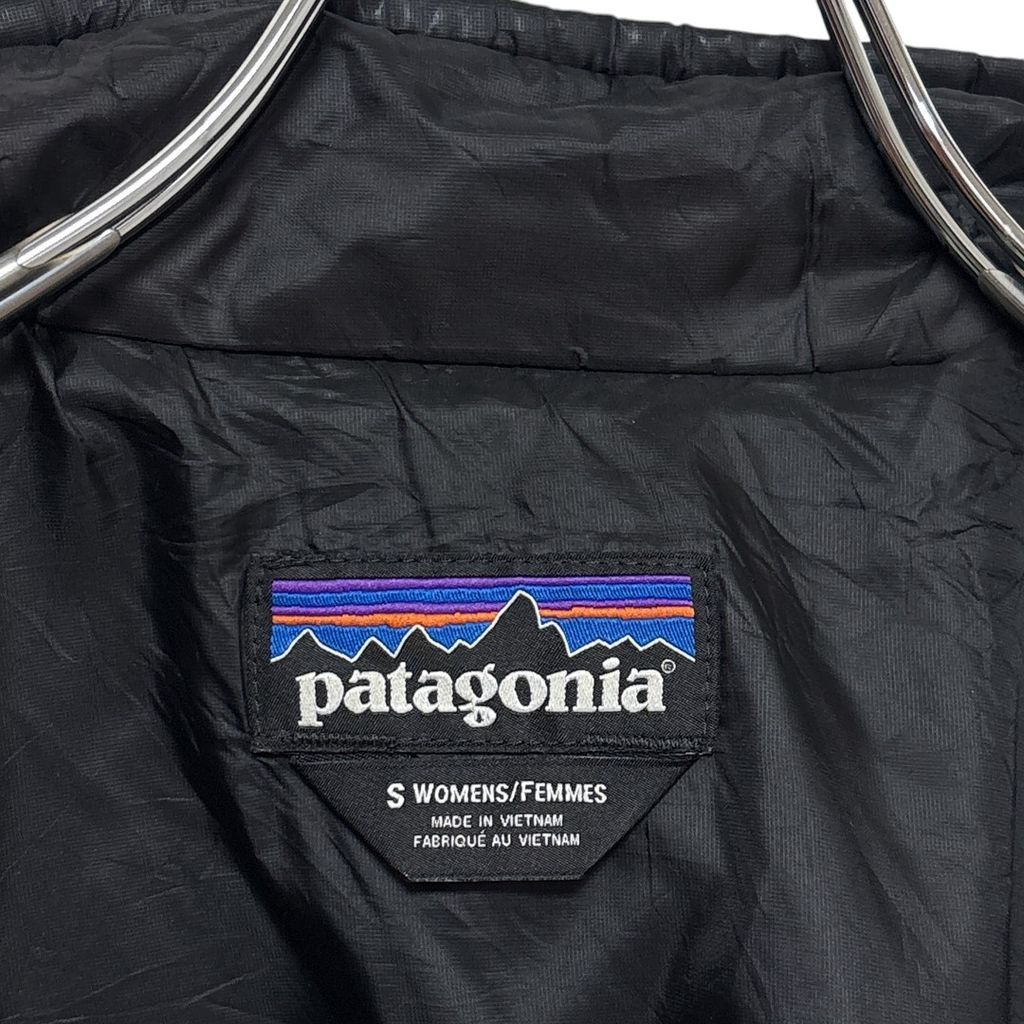 patagonia®
S WOMENS/FEMMES
MADE IN VIETNAM
FABRIQUÉ AU VIETNAM